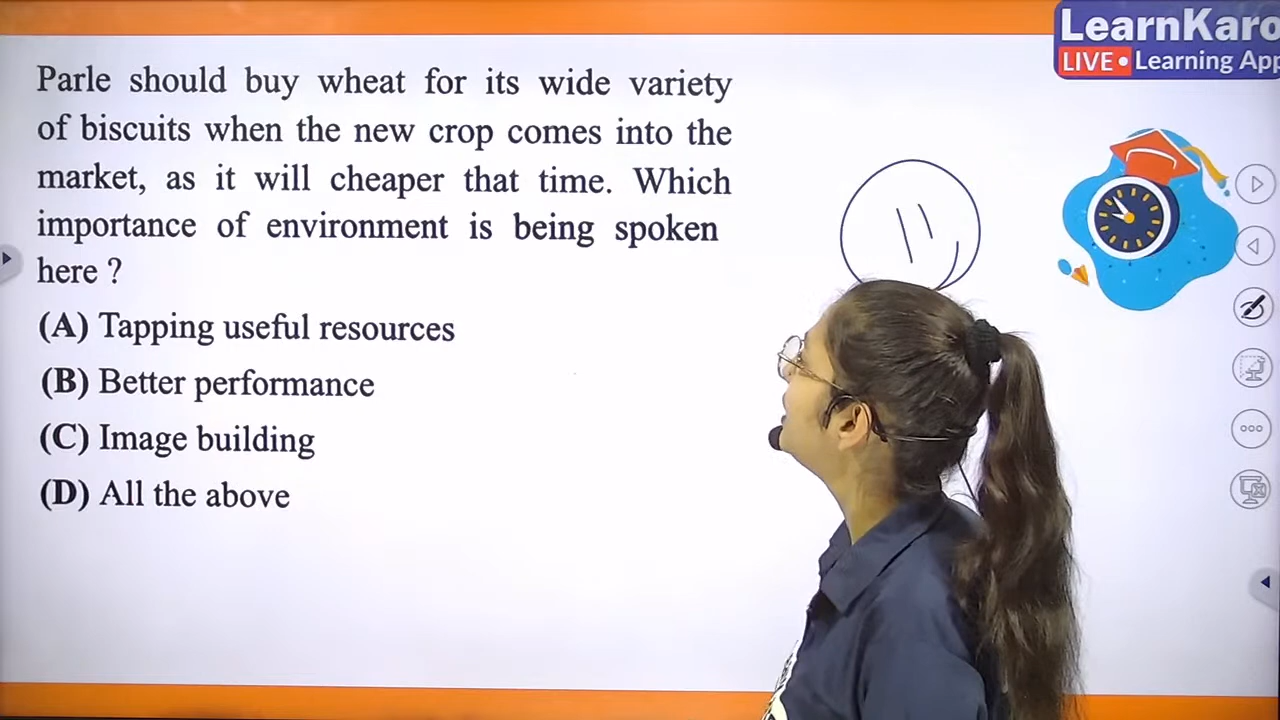 LearnKaro
LIVE • Learning App
Parle should buy wheat for its wide variety
of biscuits when the new crop comes into the
market, as it will cheaper that time. Which
importance of environment is being spoken
here ?
(A) Tapping useful resources
(B) Better performance
(C) Image building
(D) All the above